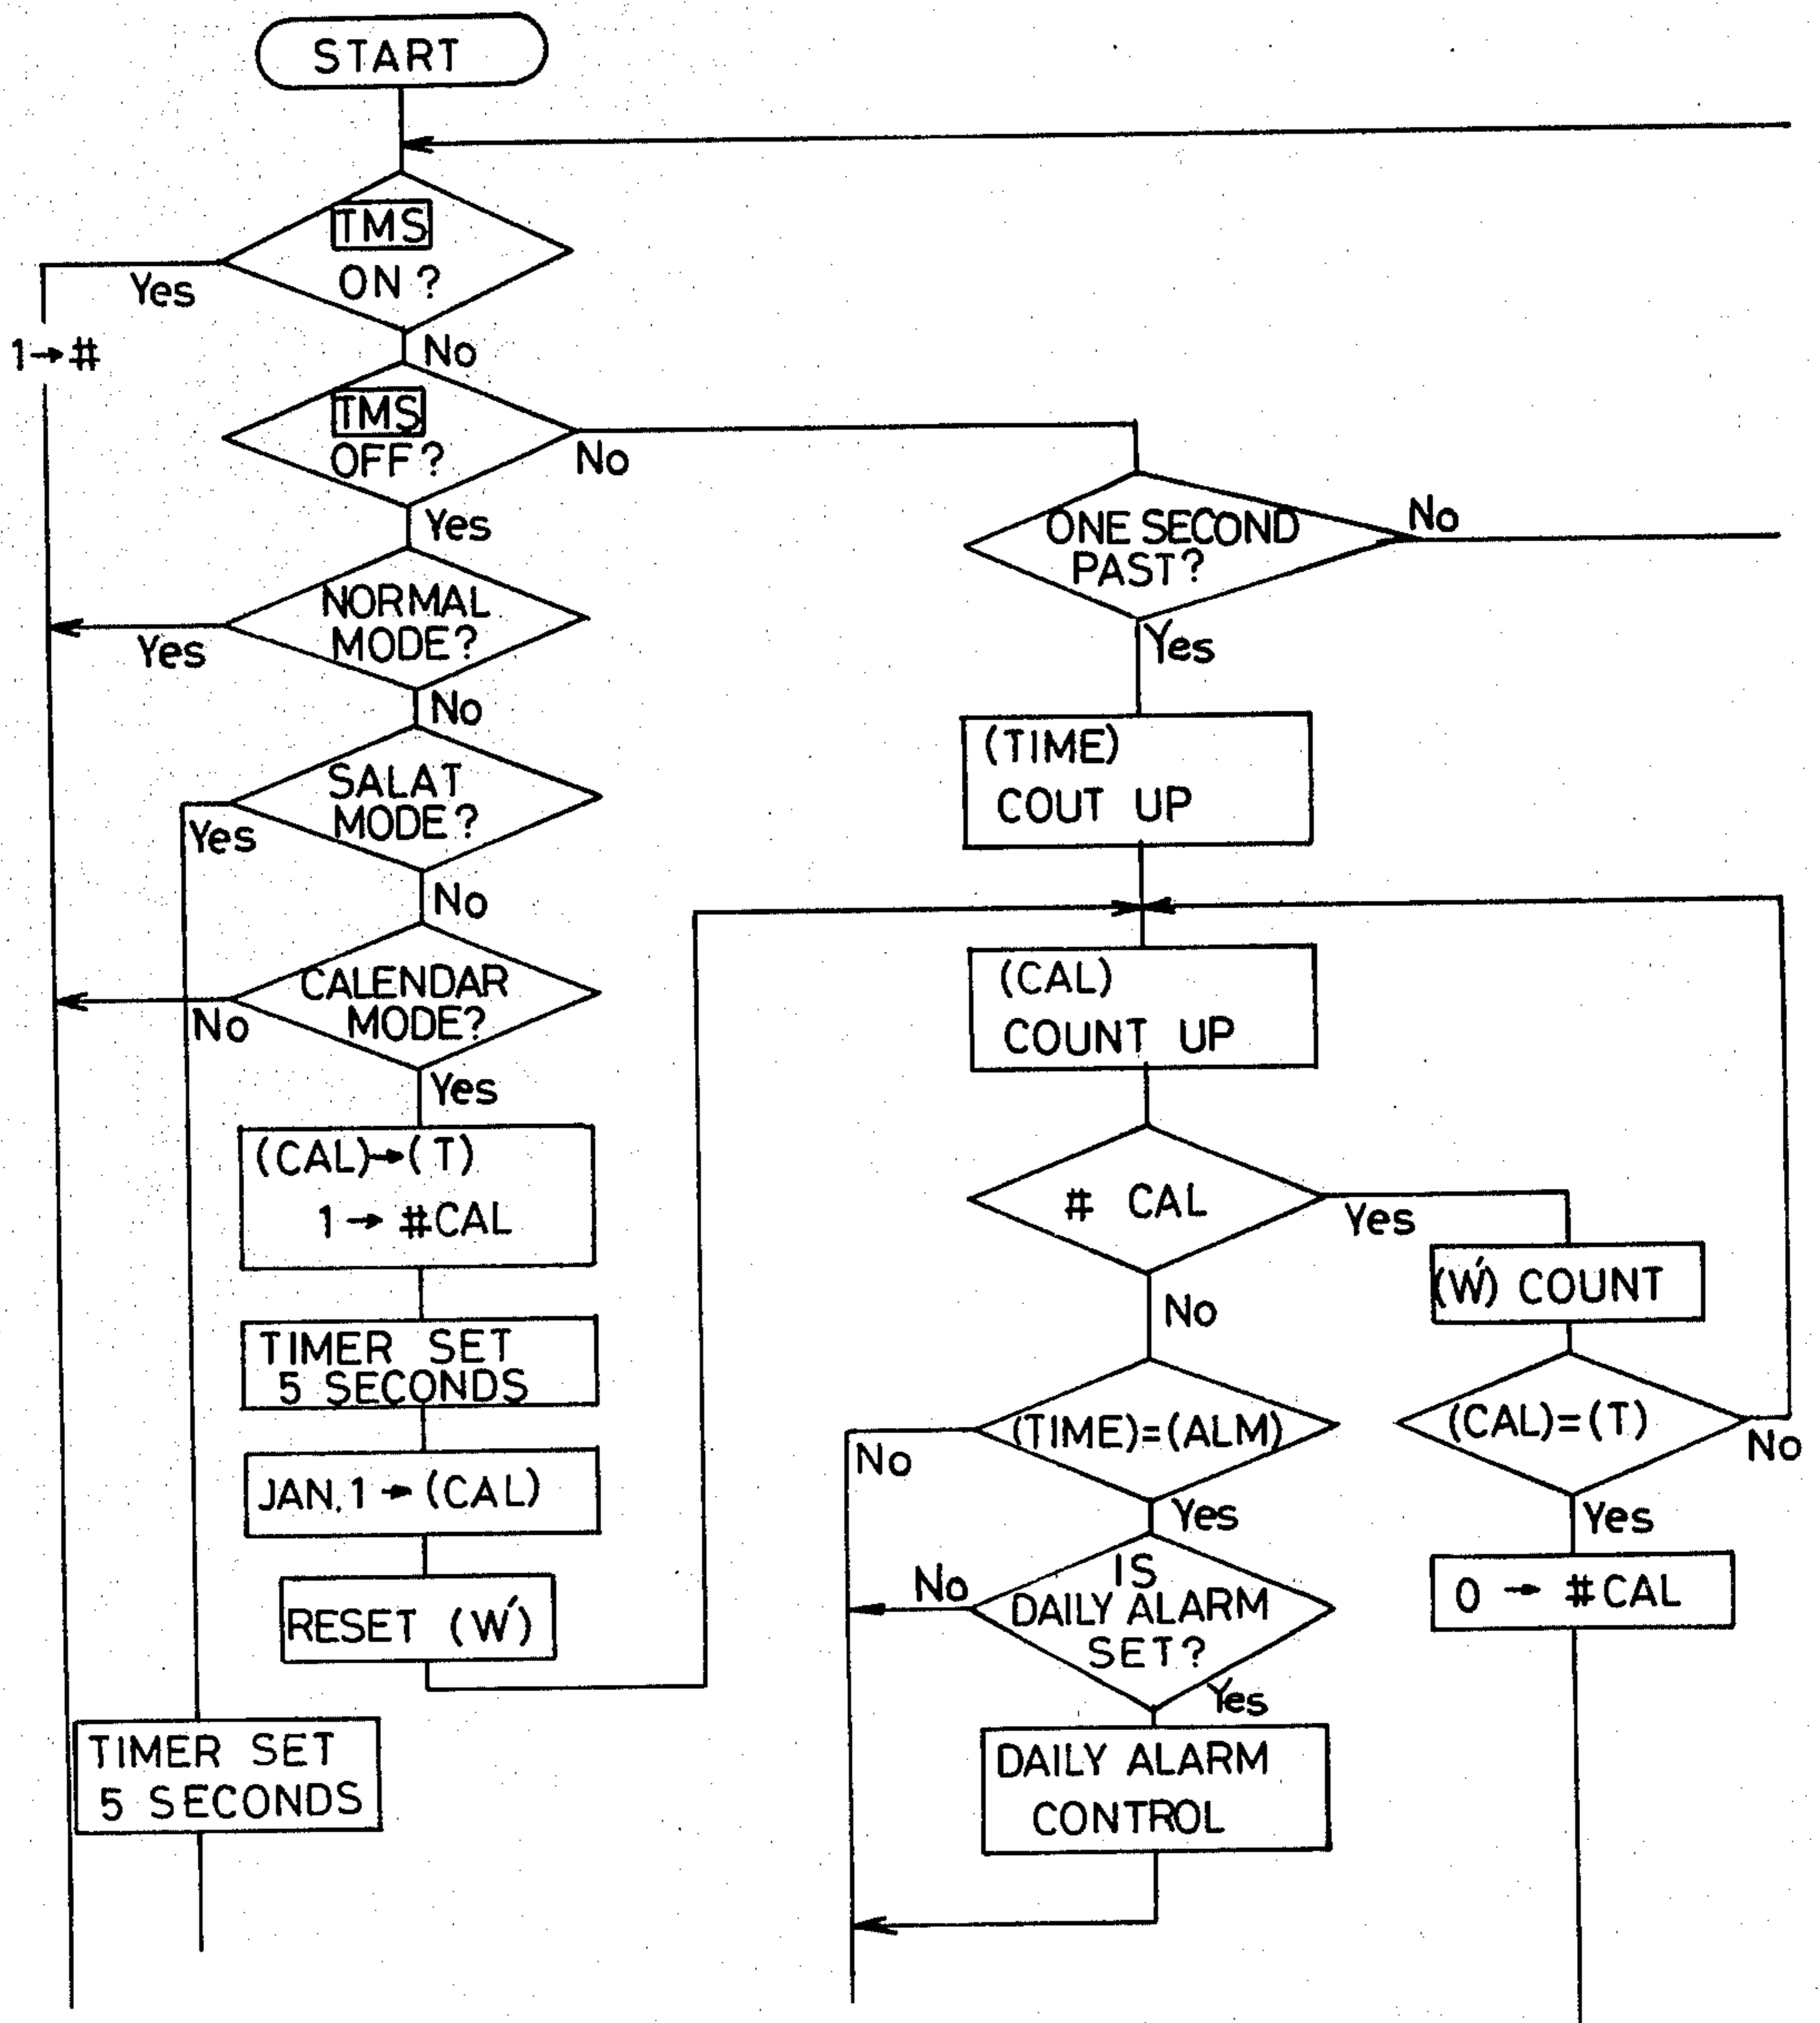 START
TMS
ON?
Yes
1→#
No
TMS
OFF?
No
Yes
NORMAL
MODE?
Yes
No
SALAT
MODE?
Yes
No
CALENDAR
MODE?
No
Yes
(CAL)→(T)
1→ #CAL
TIMER SET
5 SECONDS
JAN.1→(CAL)
RESET (W')
TIMER SET
5 SECONDS
ONE SECOND
PAST?
No
Yes
(TIME)
COUT UP
(CAL)
COUNT UP
# CAL
Yes
No
(W') COUNT
(TIME)=(ALM)
No
Yes
(CAL)=(T)
No
Yes
IS
DAILY ALARM
SET?
No
Yes
0 → #CAL
DAILY ALARM
CONTROL